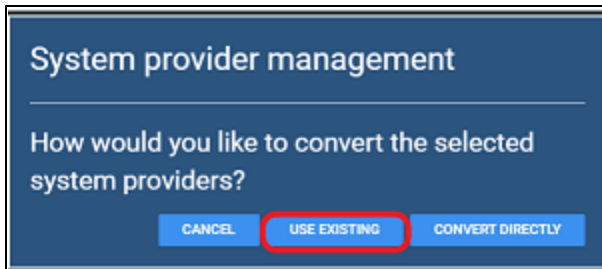 System provider management
How would you like to convert the selected
system providers?
CANCEL USE EXISTING CONVERT DIRECTLY